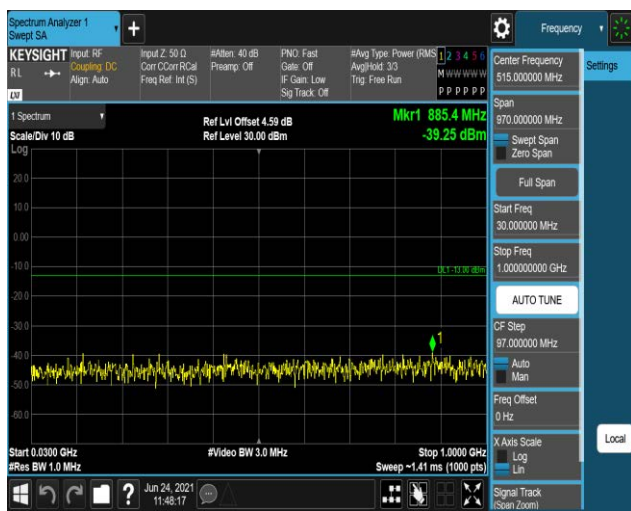 Spectrum Analyzer 1
Swept SA
+
Frequency
KEYSIGHT
RL
LXI
Input: RF
Coupling: DC
Align: Auto
Input Z: 50 Ω
Corr CCorr RCal
Freq Ref: Int (S)
#Atten: 40 dB
Preamp: Off
PNO: Fast
Gate: Off
IF Gain: Low
Sig Track: Off
#Avg Type: Power (RMS
Avg|Hold: 3/3
Trig: Free Run
1 2 3 4 5 6
M W W W W W
P P P P P P
Center Frequency
515.000000 MHz
Settings
1 Spectrum
Scale/Div 10 dB
Ref Lvl Offset 4.59 dB
Ref Level 30.00 dBm
Mkr1 885.4 MHz
-39.25 dBm
Span
970.000000 MHz
Swept Span
Zero Span
Full Span
Start Freq
30.000000 MHz
Stop Freq
1.000000000 GHz
AUTO TUNE
CF Step
97.000000 MHz
Auto
Man
Freq Offset
0 Hz
X Axis Scale
Log
Lin
Signal Track
(Span Zoom)
Local
Log
20.0
10.0
0.00
-10.0
-20.0
-30.0
-40.0
-50.0
-60.0
DL1 -13.00 dBm
1
Start 0.0300 GHz
#Res BW 1.0 MHz
#Video BW 3.0 MHz
Stop 1.0000 GHz
Sweep ~1.41 ms (1000 pts)
?
Jun 24, 2021
11:48:17